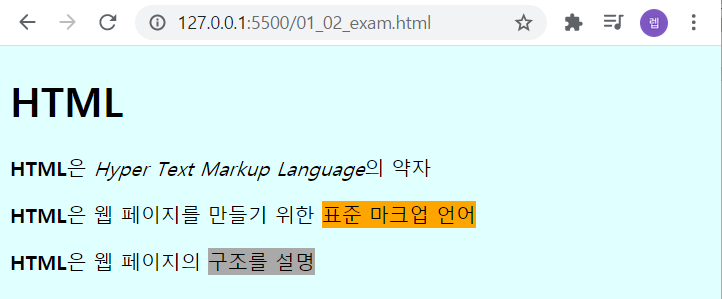 127.0.0.1:5500/01_02_exam.html
렙
HTML
HTML은 Hyper Text Markup Language의 약자
HTML은 웹 페이지를 만들기 위한 표준 마크업 언어
HTML은 웹 페이지의 구조를 설명